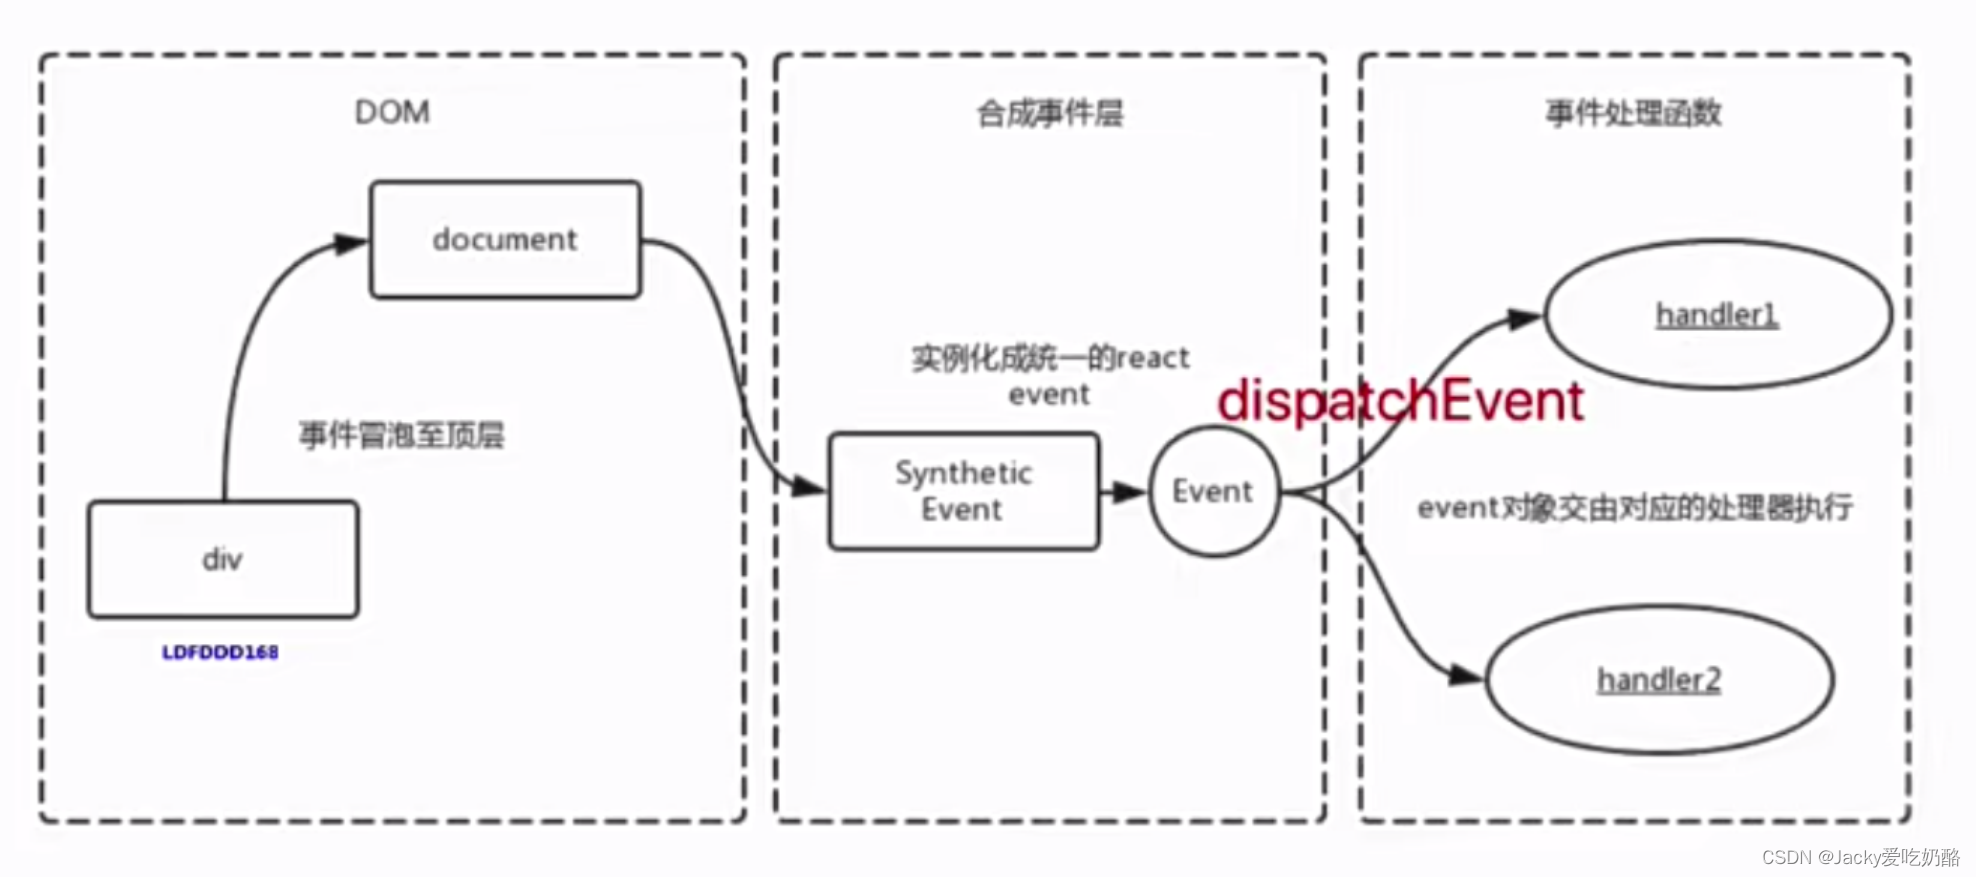 DOM
合成事件层
事件处理函数
document
handler1
实例化成统一的react
event
dispatchEvent
事件冒泡至顶层
Synthetic
Event
Event
event对象交由对应的处理器执行
div
LDFDDD168
handler2
CSDN @Jacky爱吃奶酪